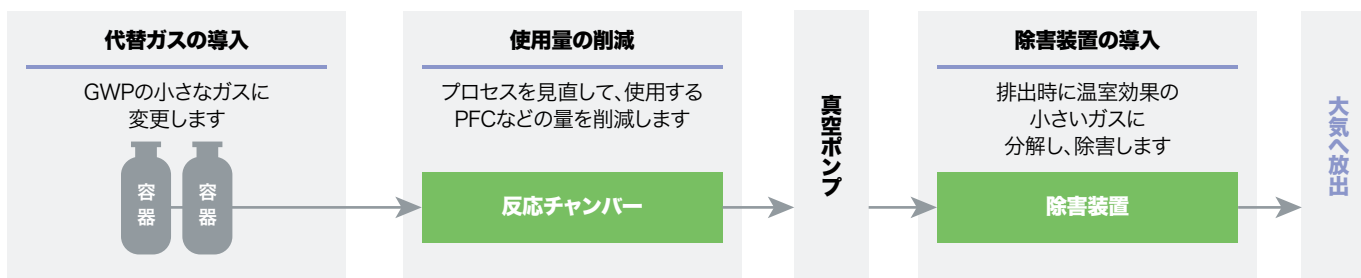 代替ガスの導入
GWPの小さなガスに
変更します
容器
容器
使用量の削減
プロセスを見直して、使用する
PFCなどの量を削減します
反応チャンバー
真空ポンプ
除害装置の導入
排出時に温室効果の
小さいガスに
分解し、除害します
除害装置
大気へ放出